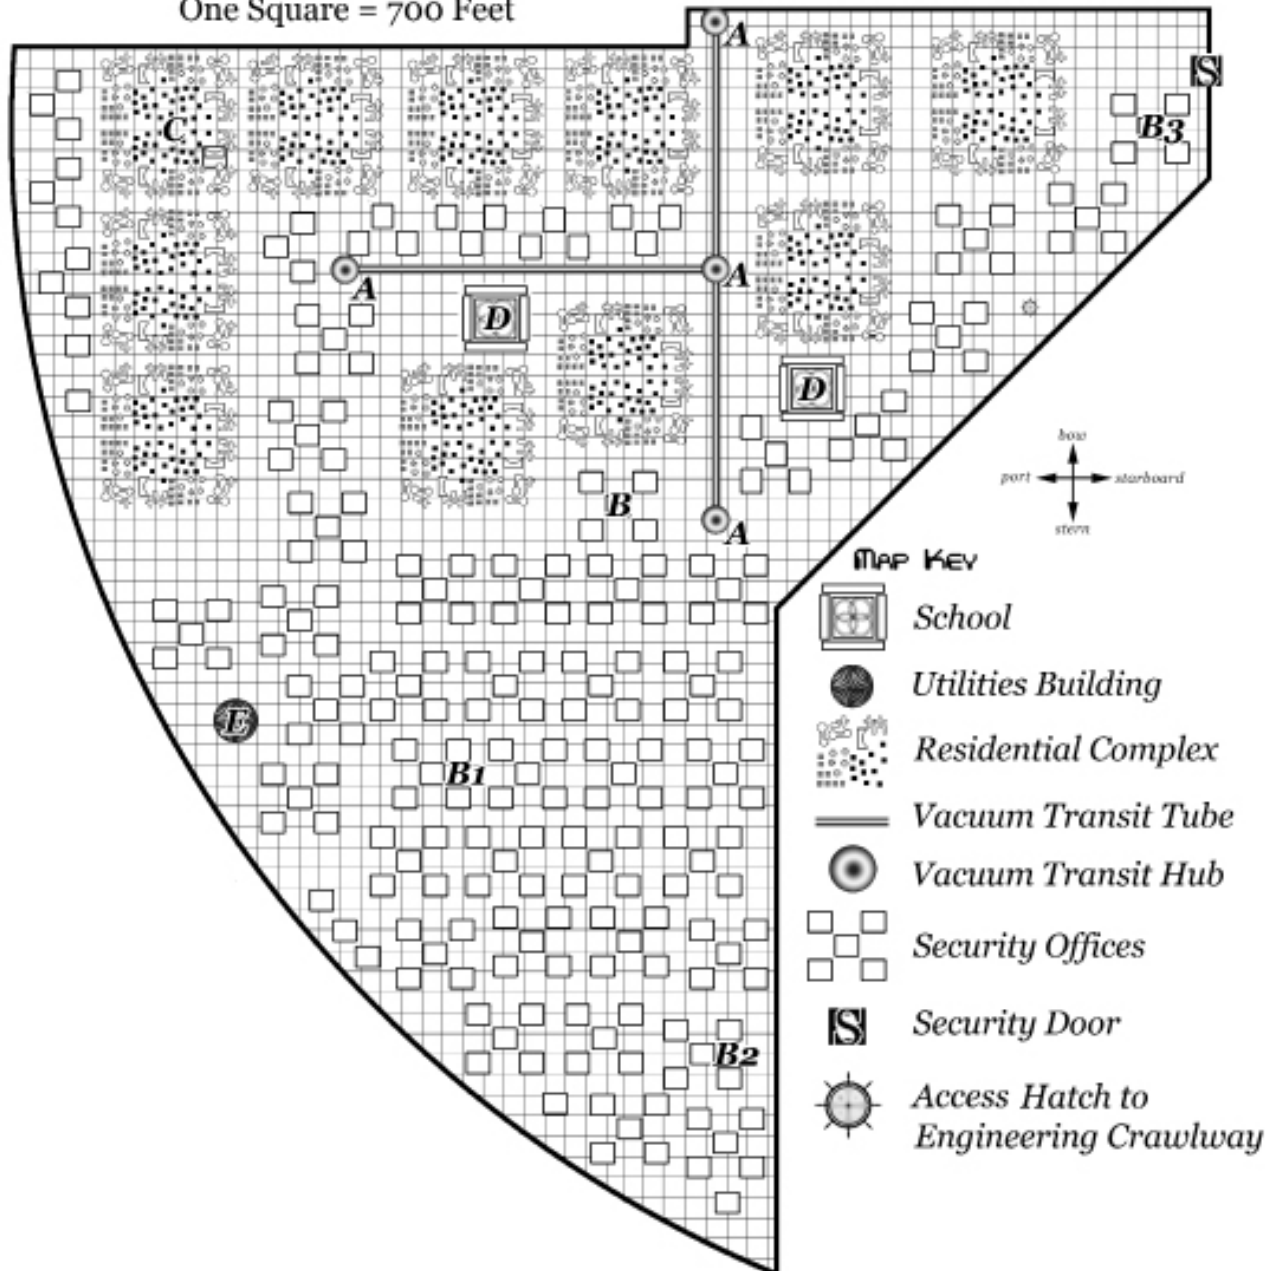 One Square = 700 Feet
A
S
C
B3
A
A
D
D
B
A
bow
port
starboard
stern
Map Key
School
Utilities Building
E
Residential Complex
B1
Vacuum Transit Tube
Vacuum Transit Hub
Security Offices
S
Security Door
B2
Access Hatch to
Engineering Crawlway